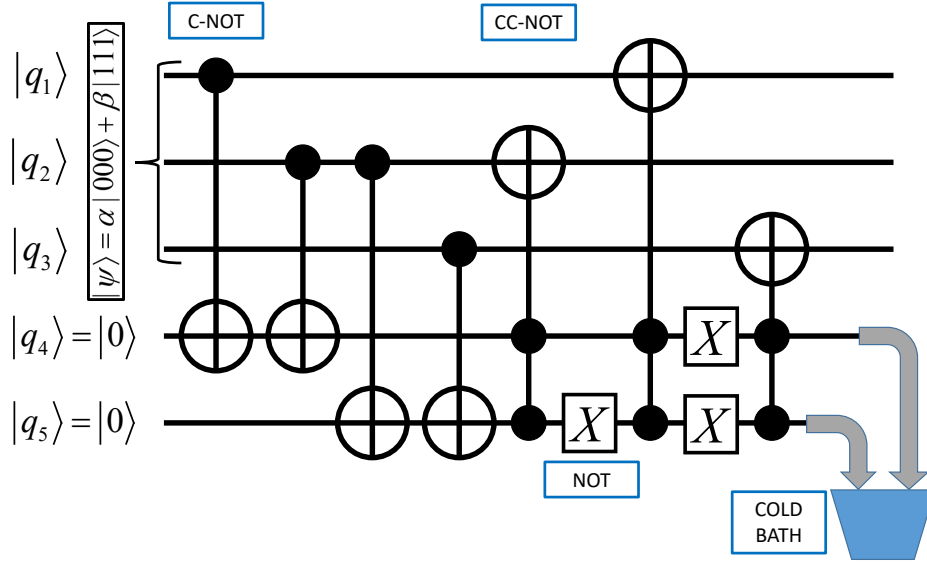 C-NOT
CC-NOT
|q₁⟩
|q₂⟩
|q₃⟩
|ψ⟩ = α|000⟩ + β|111⟩
|q₄⟩ = |0⟩
|q₅⟩ = |0⟩
X
X
X
NOT
COLD
BATH